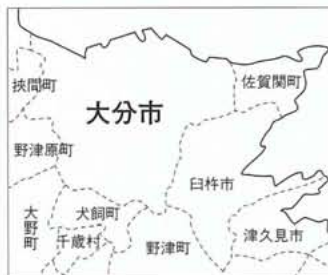 挾間町
佐賀関町
大分市
野津原町
臼杵市
大野町
犬飼町
千歳村
野津町
津久見市